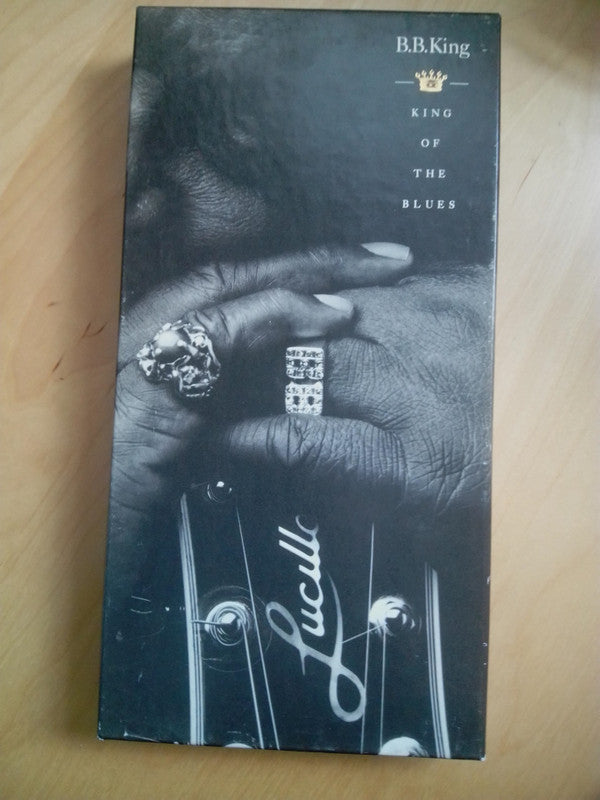 B.B.King
KING
OF
THE
BLUES
Lucille